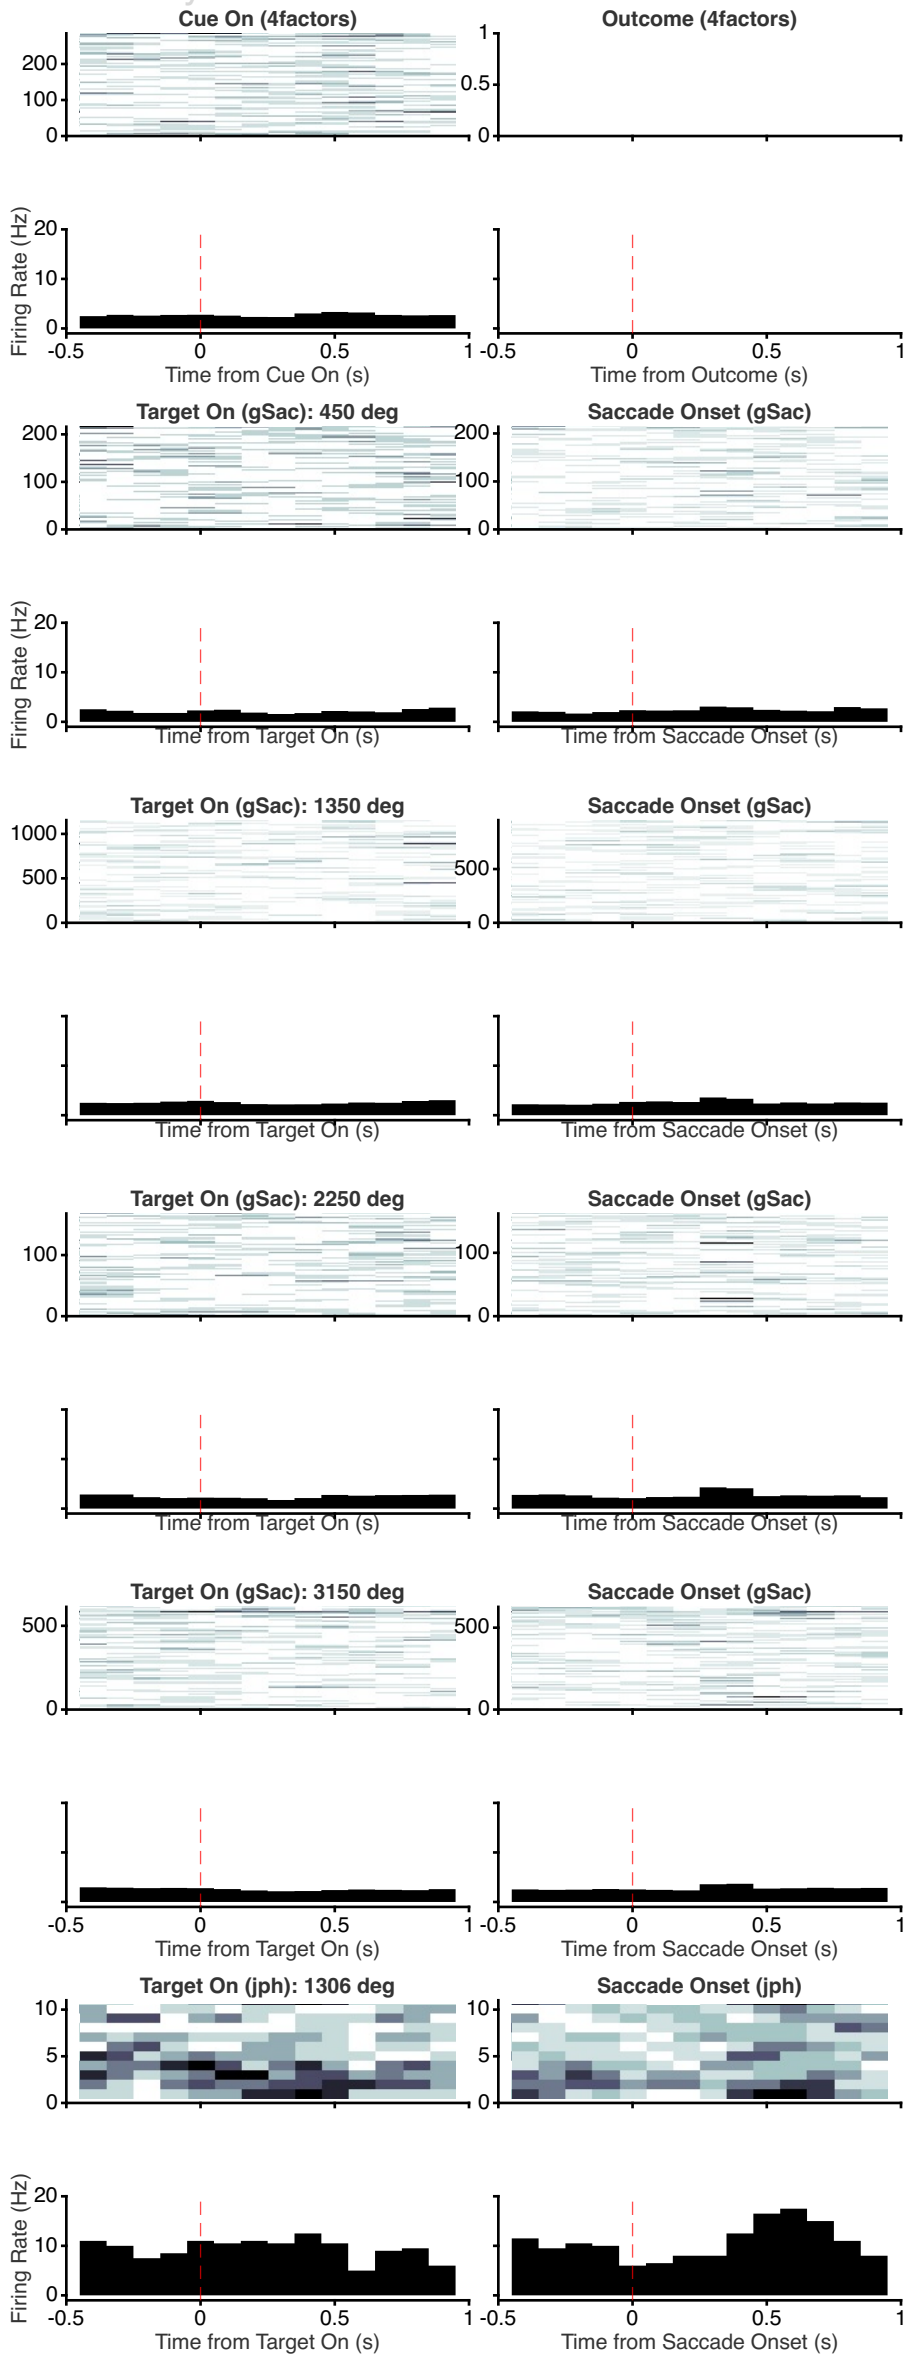 Cue On (4factors) Outcome (4factors)
200
100
0
1
0.5
0
Firing Rate (Hz)
20
10
0
-0.5 0 0.5 1 -0.5 0 0.5 1
Time from Cue On (s) Time from Outcome (s)
Target On (gSac): 450 deg Saccade Onset (gSac)
200
100
0
200
100
0
Firing Rate (Hz)
20
10
0
Time from Target On (s) Time from Saccade Onset (s)
Target On (gSac): 1350 deg Saccade Onset (gSac)
1000
500
0
500
0
Time from Target On (s) Time from Saccade Onset (s)
Target On (gSac): 2250 deg Saccade Onset (gSac)
100
0
100
0
Time from Target On (s) Time from Saccade Onset (s)
Target On (gSac): 3150 deg Saccade Onset (gSac)
500
0
500
0
-0.5 0 0.5 1 -0.5 0 0.5 1
Time from Target On (s) Time from Saccade Onset (s)
Target On (jph): 1306 deg Saccade Onset (jph)
10
5
0
10
5
0
Firing Rate (Hz)
20
10
0
-0.5 0 0.5 1 -0.5 0 0.5 1
Time from Target On (s) Time from Saccade Onset (s)